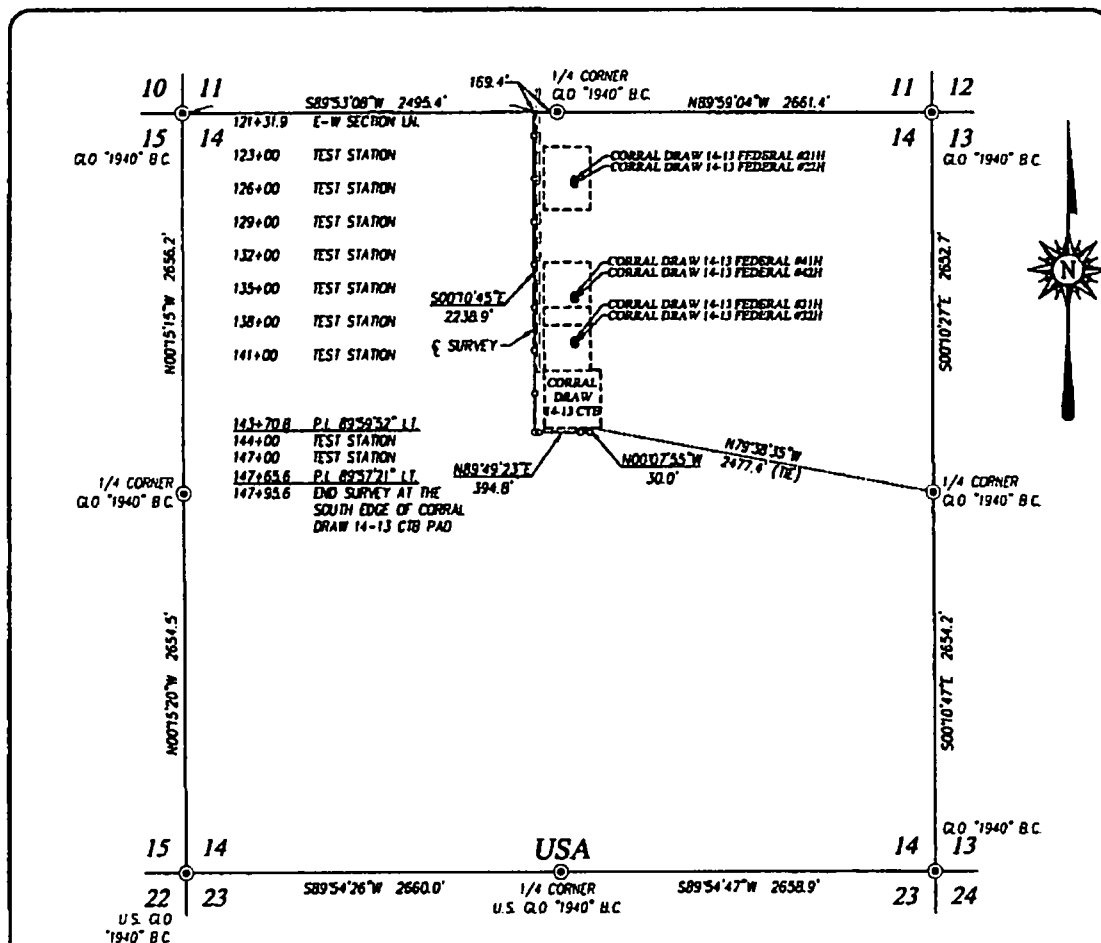 169.4'
1/4 CORNER
GLO "1940" B.C.
10 11
S89°53'08"W 2495.4'
N89°59'04"W 2661.4'
11 12
15 14
GLO "1940" B.C.
14 13
GLO "1940" B.C.
121+31.9 E-W SECTION LN.
123+00 TEST STATION
126+00 TEST STATION
129+00 TEST STATION
132+00 TEST STATION
135+00 TEST STATION
138+00 TEST STATION
141+00 TEST STATION
CORRAL DRAW 14-13 FEDERAL #21H
CORRAL DRAW 14-13 FEDERAL #22H
CORRAL DRAW 14-13 FEDERAL #41H
CORRAL DRAW 14-13 FEDERAL #42H
CORRAL DRAW 14-13 FEDERAL #31H
CORRAL DRAW 14-13 FEDERAL #32H
N00°15'15"W 2656.2'
S00°10'45"E
2238.9'
℄ SURVEY
S00°10'27"E 2652.7'
N
CORRAL
DRAW
14-13 CTB
143+70.8 P.I. 89°59'52" LT.
144+00 TEST STATION
147+00 TEST STATION
147+65.6 P.I. 89°57'21" LT.
147+95.6 END SURVEY AT THE
SOUTH EDGE OF CORRAL
DRAW 14-13 CTB PAD
N89°49'23"E
394.8'
N00°07'55"W
30.0'
N79°38'35"W
2477.4' (TIE)
1/4 CORNER
GLO "1940" B.C.
1/4 CORNER
GLO "1940" B.C.
N00°15'20"W 2654.5'
S00°10'47"E 2654.2'
GLO "1940" B.C.
15 14
USA
14 13
S89°54'26"W 2660.0'
1/4 CORNER
U.S. GLO "1940" B.C.
S89°54'47"W 2658.9'
22 23
U.S. GLO
"1940" B.C.
23 24